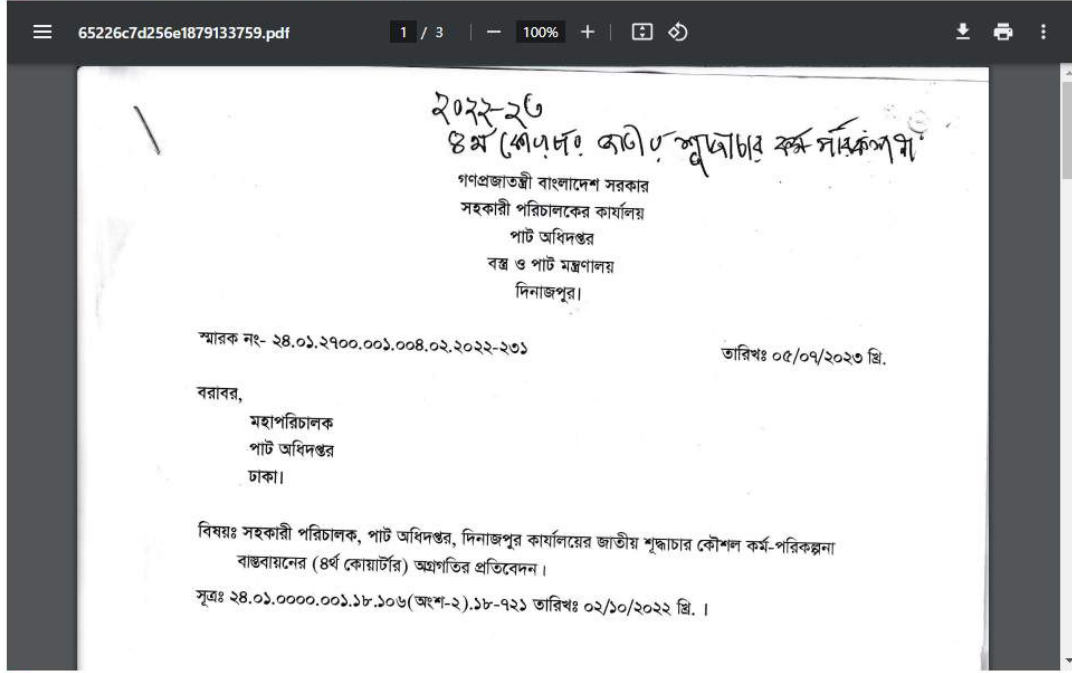 65226c7d256e1879133759.pdf
1 / 3
100%
২০২২-২৩
৪র্থ কোয়ার্টার জাতীয় শুদ্ধাচার কর্ম পরিকল্পনা
গণপ্রজাতন্ত্রী বাংলাদেশ সরকার
সহকারী পরিচালকের কার্যালয়
পাট অধিদপ্তর
বস্ত্র ও পাট মন্ত্রণালয়
দিনাজপুর।
স্মারক নং- ২৪.০১.২৭০০.০০১.০০৪.০২.২০২২-২৩১
তারিখঃ ০৫/০৭/২০২৩ খ্রি.
বরাবর,
মহাপরিচালক
পাট অধিদপ্তর
ঢাকা।
বিষয়ঃ সহকারী পরিচালক, পাট অধিদপ্তর, দিনাজপুর কার্যালয়ের জাতীয় শূদ্ধাচার কৌশল কর্ম-পরিকল্পনা
বাস্তবায়নের (৪র্থ কোয়ার্টার) অগ্রগতির প্রতিবেদন।
সূত্রঃ ২৪.০১.০০০০.০০১.১৮.১০৬(অংশ-২).১৮-৭২১ তারিখঃ ০২/১০/২০২২ খ্রি. ।